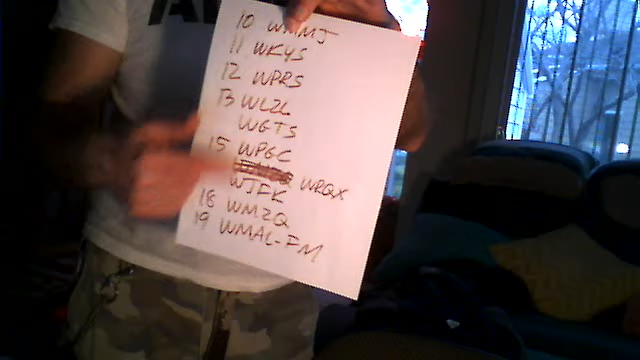 10 WMMJ
11 WKYS
12 WPRS
13 WLZL
WGTS
15 WPGC
WRQX
WJFK
18 WMZQ
19 WMAL-FM